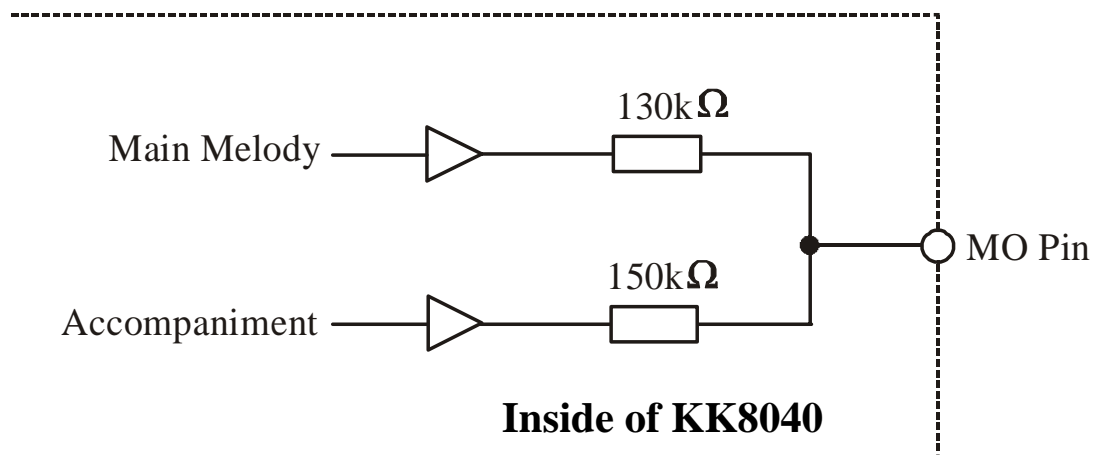 130kΩ
Main Melody
MO Pin
150kΩ
Accompaniment
Inside of KK8040